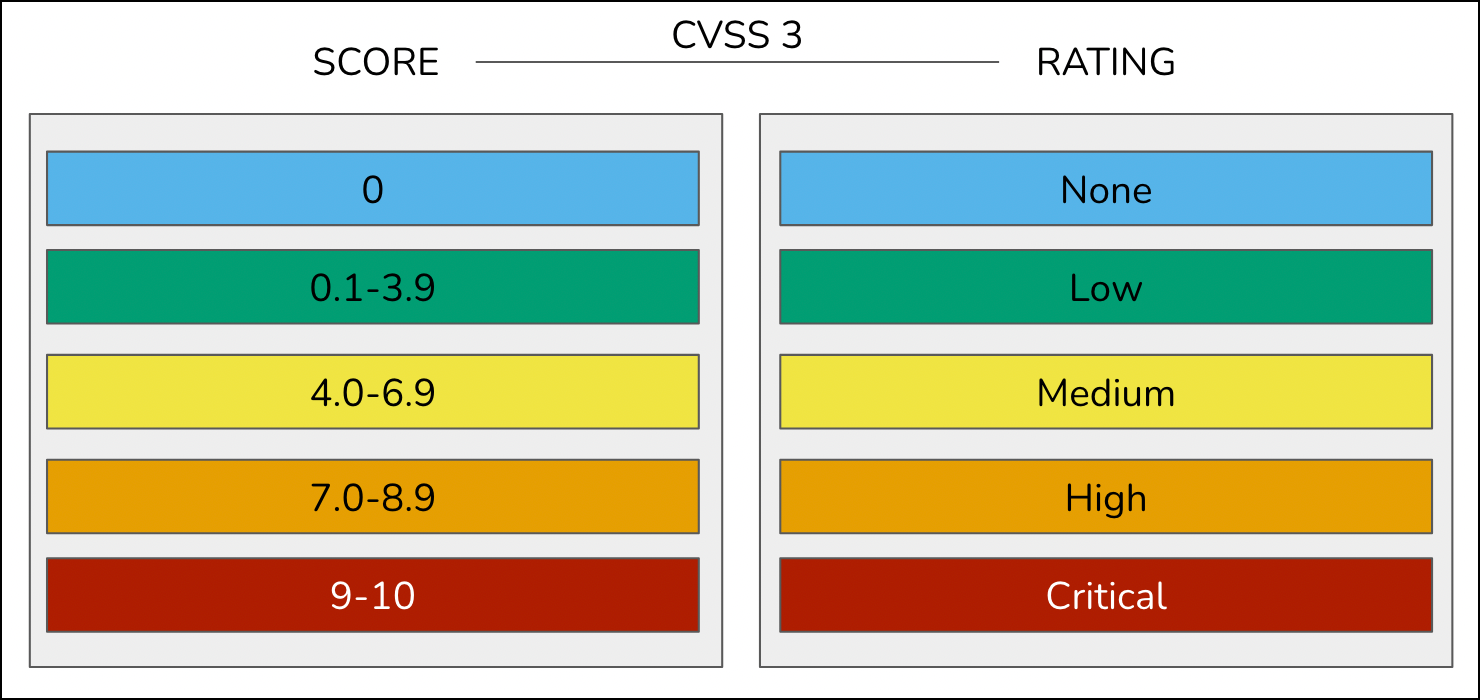 CVSS 3
SCORE
RATING
0
None
0.1-3.9
Low
4.0-6.9
Medium
7.0-8.9
High
9-10
Critical